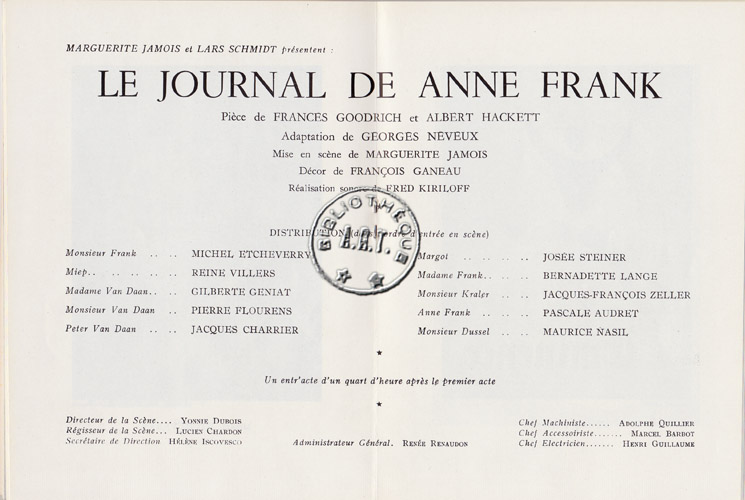 MARGUERITE JAMOIS et LARS SCHMIDT présentent :
LE JOURNAL DE ANNE FRANK
Pièce de FRANCES GOODRICH et ALBERT HACKETT
Adaptation de GEORGES NEVEUX
Mise en scène de MARGUERITE JAMOIS
Décor de FRANÇOIS GANEAU
Réalisation sonore de FRED KIRILOFF
BIBLIOTHÈQUE
DISTRIBUTION (dans l'ordre d'entrée en scène)
Monsieur Frank .. .. MICHEL ETCHEVERRY
Miep.. .. .. .. .. REINE VILLERS
Madame Van Daan.. .. GILBERTE GENIAT
Monsieur Van Daan .. PIERRE FLOURENS
Peter Van Daan .. .. JACQUES CHARRIER
Margot .. .. .. .. JOSÉE STEINER
Madame Frank.. .. BERNADETTE LANGE
Monsieur Kraler .. .. JACQUES-FRANÇOIS ZELLER
Anne Frank .. .. .. PASCALE AUDRET
Monsieur Dussel .. .. MAURICE NASIL
Un entr'acte d'un quart d'heure après le premier acte
Directeur de la Scène.... YONNIE DUBOIS
Régisseur de la Scène... LUCIEN CHARDON
Secrétaire de Direction HÉLÈNE ISCOVESCO
Administrateur Général. RENÉE RENAUDON
Chef Machiniste...... ADOLPHE QUILLIER
Chef Accessoiriste....... MARCEL BARBOT
Chef Electricien....... HENRI GUILLAUME